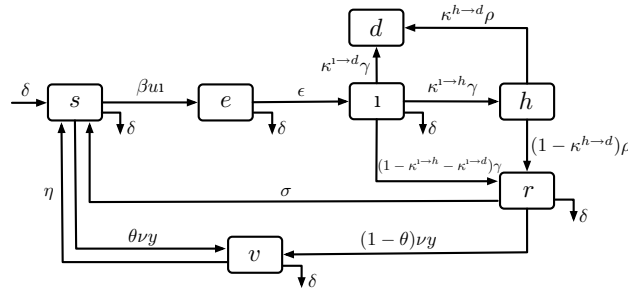 d
κ^{h→d}ρ
κ^{ı→d}γ
δ
s
βuı
e
ϵ
ı
κ^{ı→h}γ
h
δ
δ
δ
(1 − κ^{h→d})ρ
(1 − κ^{ı→h} − κ^{ı→d})γ
η
σ
r
δ
θνy
(1 − θ)νy
v
δ